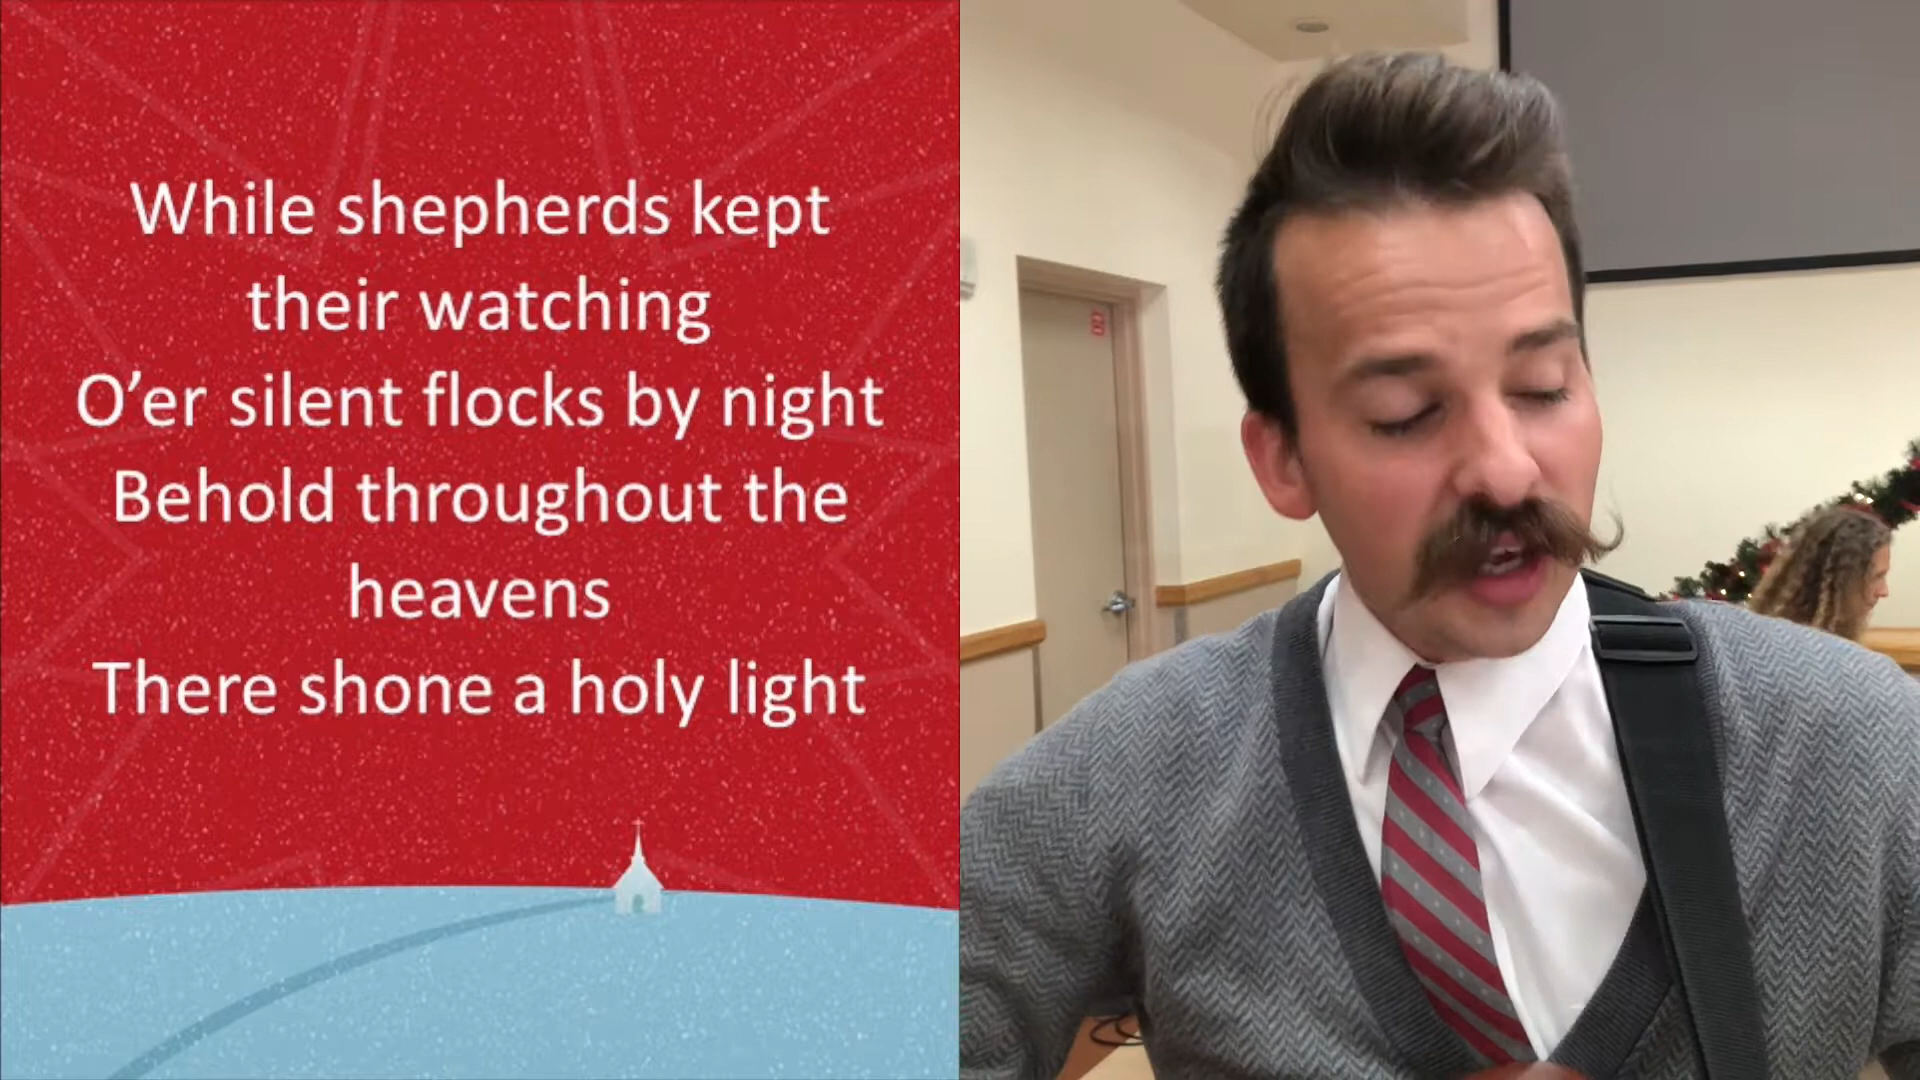 While shepherds kept
their watching
O’er silent flocks by night
Behold throughout the
heavens
There shone a holy light